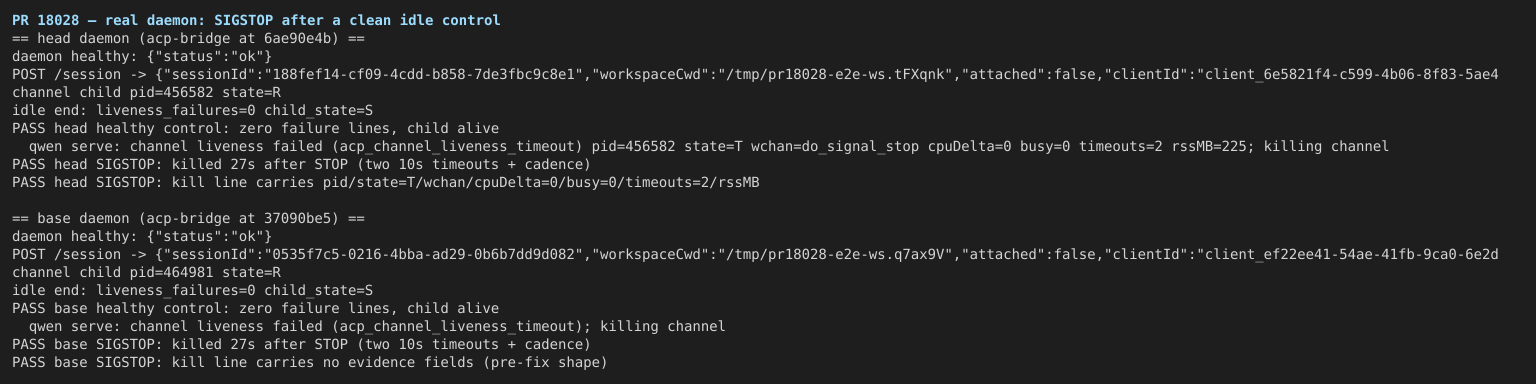 PR 18028 — real daemon: SIGSTOP after a clean idle control
== head daemon (acp-bridge at 6ae90e4b) ==
daemon healthy: {"status":"ok"}
POST /session -> {"sessionId":"188fef14-cf09-4cdd-b858-7de3fbc9c8e1","workspaceCwd":"/tmp/pr18028-e2e-ws.tFXqnk","attached":false,"clientId":"client_6e5821f4-c599-4b06-8f83-5ae4
channel child pid=456582 state=R
idle end: liveness_failures=0 child_state=S
PASS head healthy control: zero failure lines, child alive
  qwen serve: channel liveness failed (acp_channel_liveness_timeout) pid=456582 state=T wchan=do_signal_stop cpuDelta=0 busy=0 timeouts=2 rssMB=225; killing channel
PASS head SIGSTOP: killed 27s after STOP (two 10s timeouts + cadence)
PASS head SIGSTOP: kill line carries pid/state=T/wchan/cpuDelta=0/busy=0/timeouts=2/rssMB

== base daemon (acp-bridge at 37090be5) ==
daemon healthy: {"status":"ok"}
POST /session -> {"sessionId":"0535f7c5-0216-4bba-ad29-0b6b7dd9d082","workspaceCwd":"/tmp/pr18028-e2e-ws.q7ax9V","attached":false,"clientId":"client_ef22ee41-54ae-41fb-9ca0-6e2d
channel child pid=464981 state=R
idle end: liveness_failures=0 child_state=S
PASS base healthy control: zero failure lines, child alive
  qwen serve: channel liveness failed (acp_channel_liveness_timeout); killing channel
PASS base SIGSTOP: killed 27s after STOP (two 10s timeouts + cadence)
PASS base SIGSTOP: kill line carries no evidence fields (pre-fix shape)